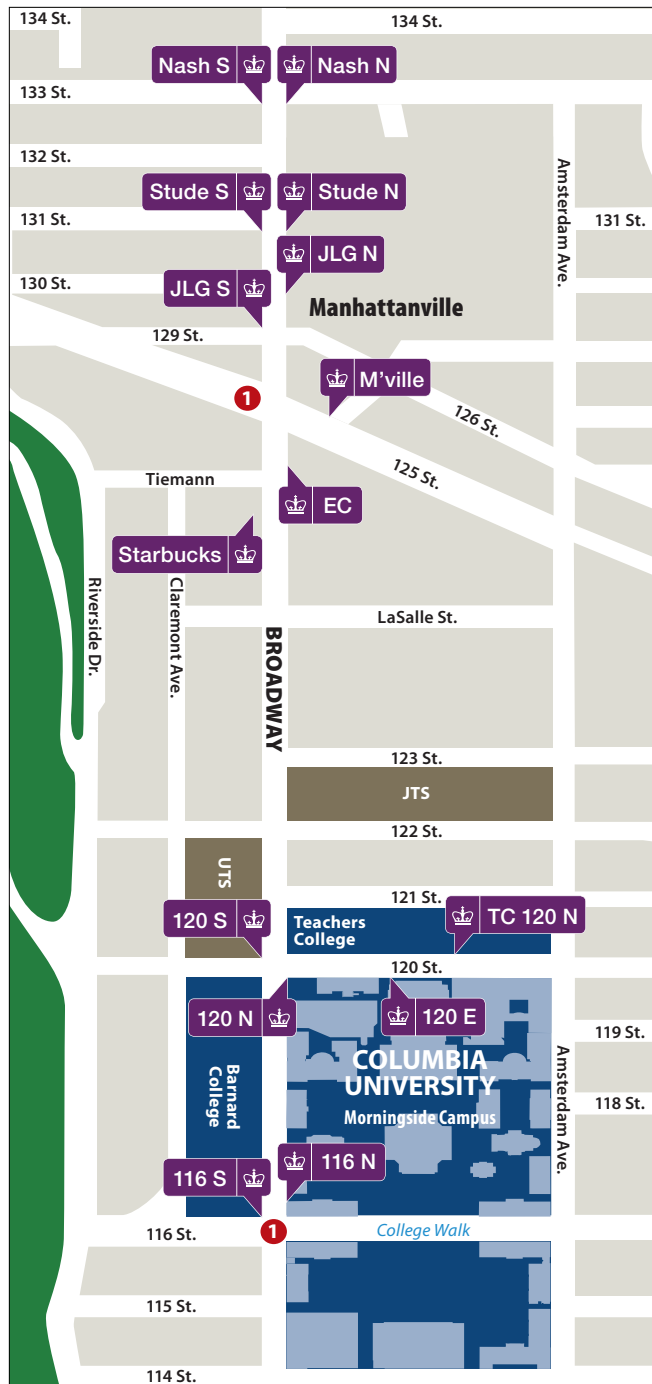 134 St.
134 St.
Nash S
Nash N
133 St.
132 St.
Amsterdam Ave.
Stude S
Stude N
131 St.
131 St.
JLG N
130 St.
JLG S
Manhattanville
129 St.
M'ville
1
126 St.
125 St.
Tiemann
EC
Starbucks
Riverside Dr.
Claremont Ave.
LaSalle St.
BROADWAY
123 St.
JTS
122 St.
UTS
121 St.
120 S
Teachers
College
TC 120 N
120 St.
120 N
120 E
119 St.
Barnard
College
COLUMBIA
UNIVERSITY
Morningside Campus
Amsterdam Ave.
118 St.
116 N
116 S
1
116 St.
College Walk
115 St.
114 St.